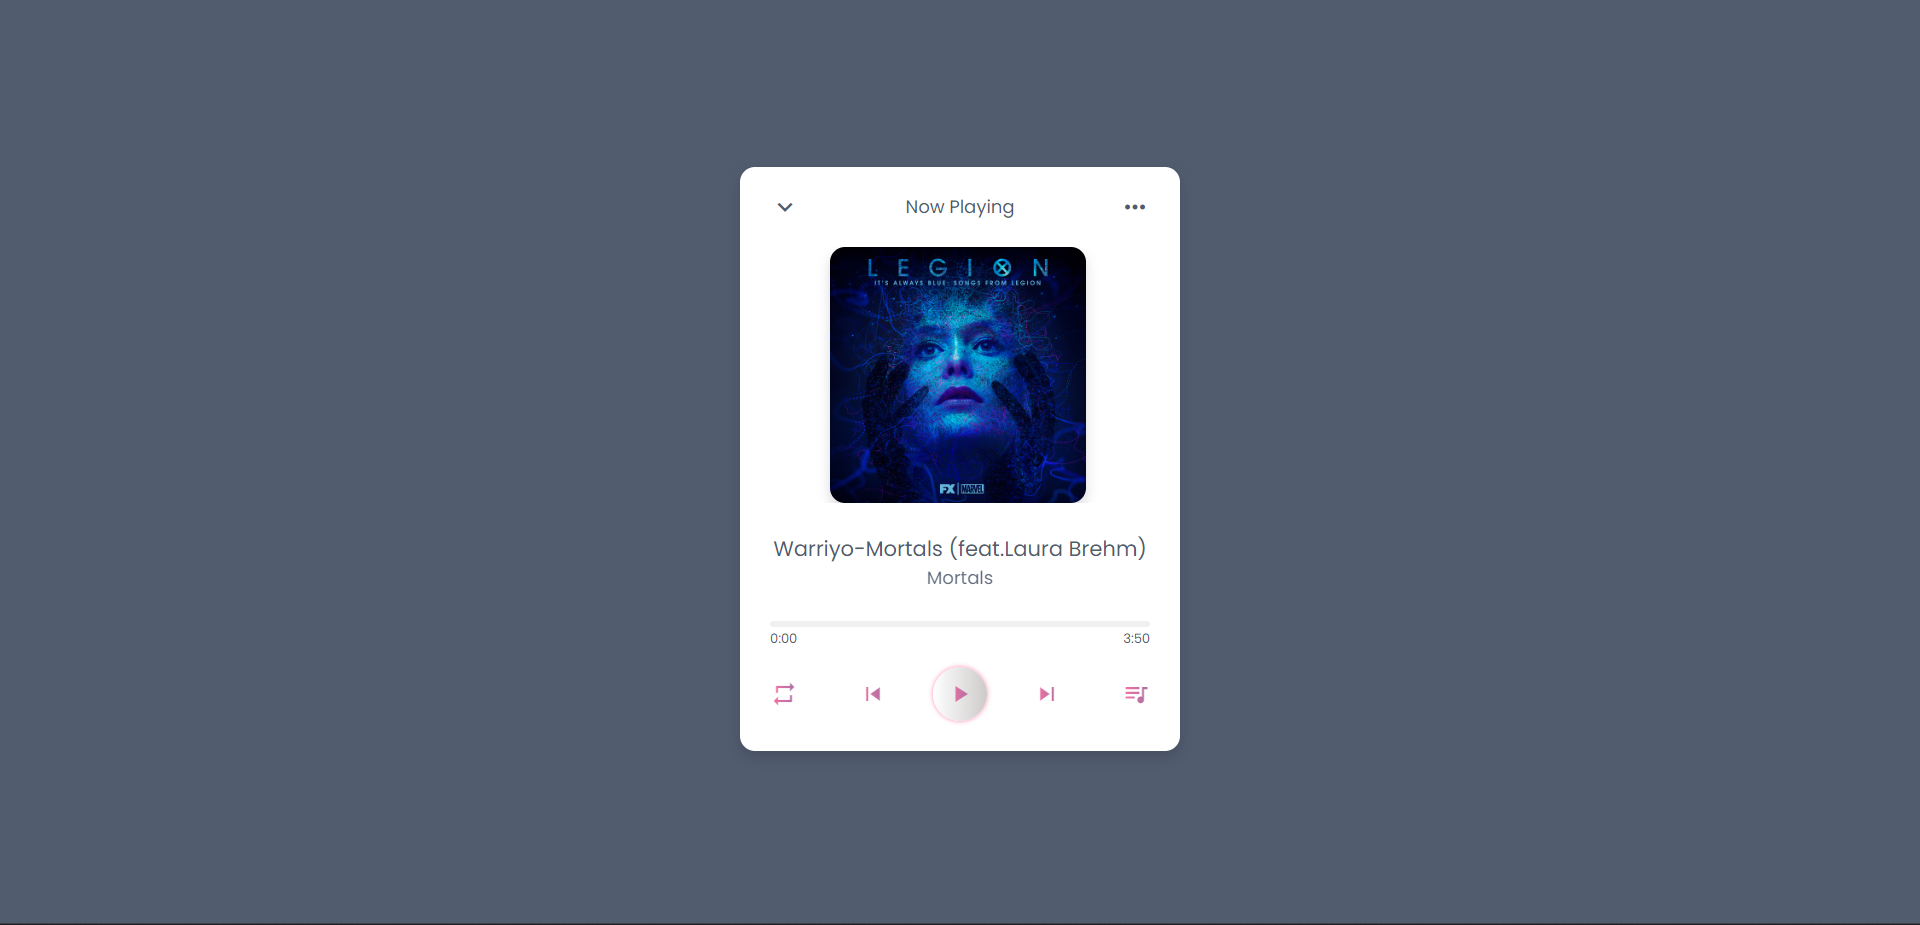 Now Playing
LEGION
IT'S ALWAYS BLUE: SONGS FROM LEGION
FX MARVEL
Warriyo-Mortals (feat.Laura Brehm)
Mortals
0:00
3:50